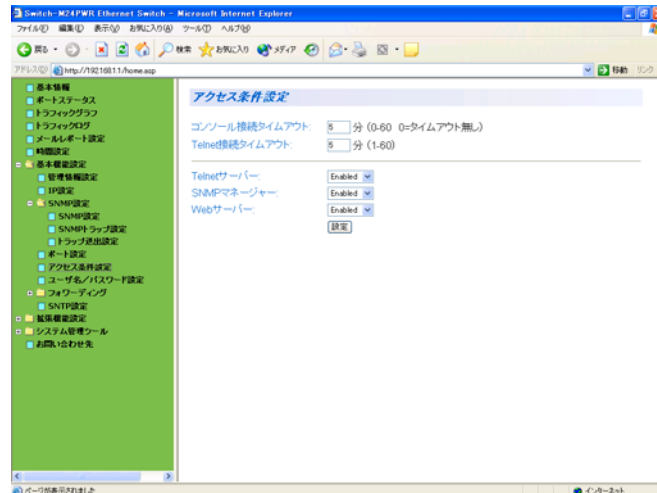 Switch-M24PWR Ethernet Switch - Microsoft Internet Explorer
ファイル(F) 編集(E) 表示(V) お気に入り(A) ツール(T) ヘルプ(H)
戻る 検索 お気に入り メディア
アドレス(D) http://192.168.1.1/home.asp 移動 リンク
基本情報
ポートステータス
トラフィックグラフ
トラフィックログ
メールレポート設定
時間設定
基本機能設定
管理情報設定
IP設定
SNMP設定
SNMP設定
SNMPトラップ設定
トラップ送出設定
ポート設定
アクセス条件設定
ユーザ名/パスワード設定
フォワーディング
SNTP設定
拡張機能設定
システム管理ツール
お問い合わせ先
アクセス条件設定
コンソール接続タイムアウト: 5 分 (0-60 0=タイムアウト無し)
Telnet接続タイムアウト: 5 分 (1-60)
Telnetサーバー: Enabled
SNMPマネージャー: Enabled
Webサーバー: Enabled
設定
ページが表示されました インターネット